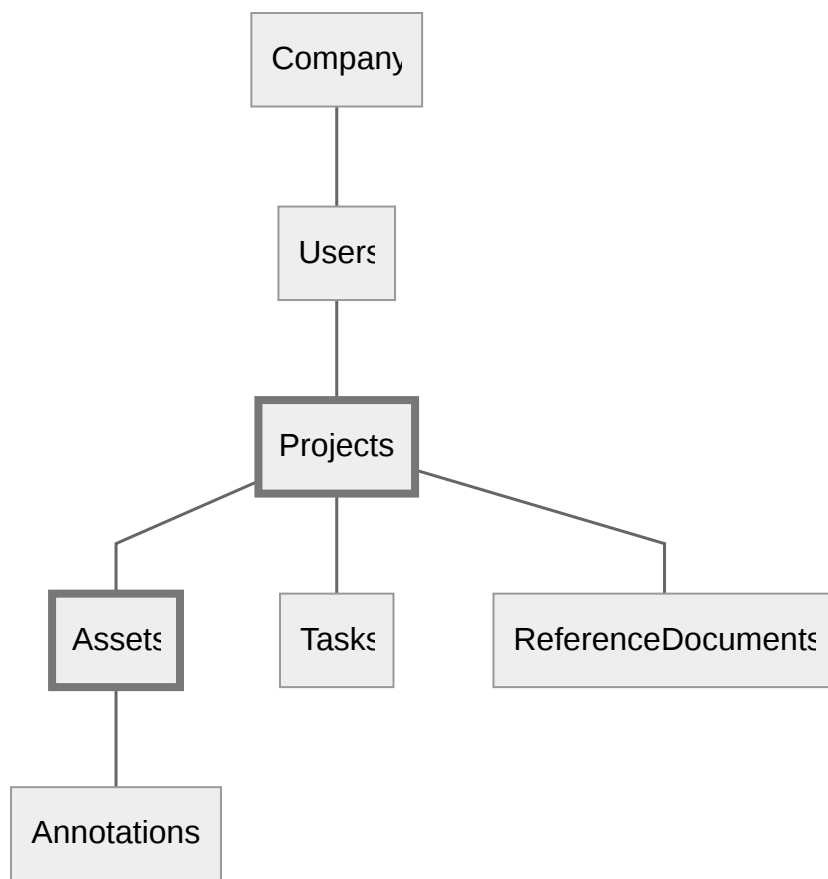 Company
Users
Projects
Assets
Tasks
ReferenceDocuments
Annotations